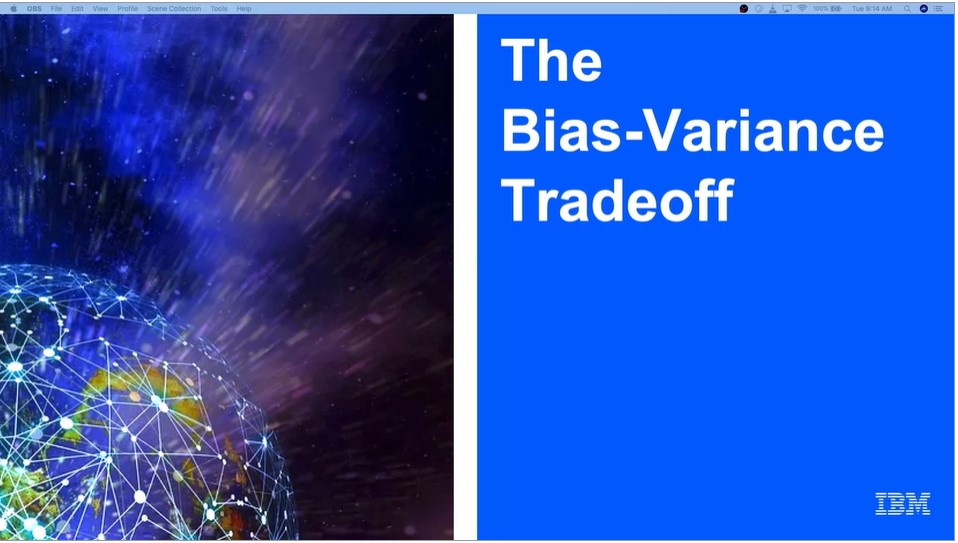 OBS File Edit View Profile Scene Collection Tools Help
100% Tue 9:14 AM
The
Bias-Variance
Tradeoff
IBM